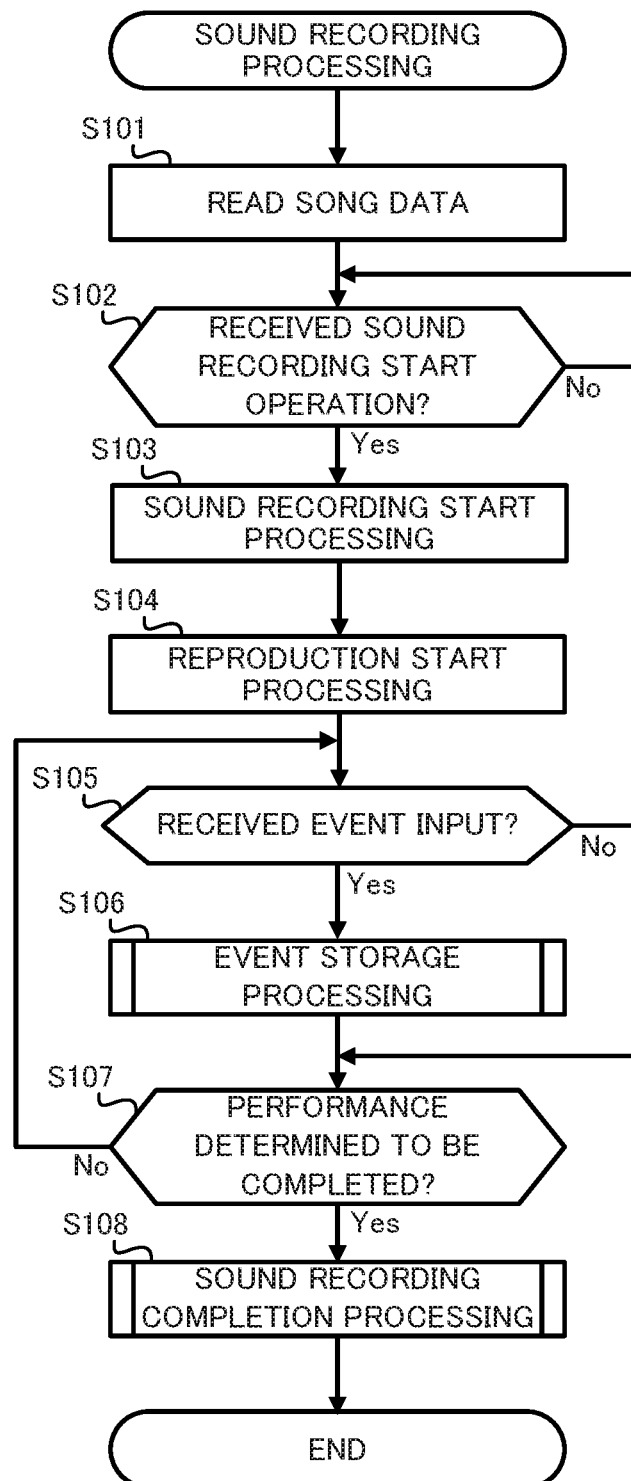 SOUND RECORDING
PROCESSING
S101
READ SONG DATA
S102
RECEIVED SOUND
RECORDING START
OPERATION?
No
Yes
S103
SOUND RECORDING START
PROCESSING
S104
REPRODUCTION START
PROCESSING
S105
RECEIVED EVENT INPUT?
No
Yes
S106
EVENT STORAGE
PROCESSING
S107
PERFORMANCE
DETERMINED TO BE
COMPLETED?
No
Yes
S108
SOUND RECORDING
COMPLETION PROCESSING
END